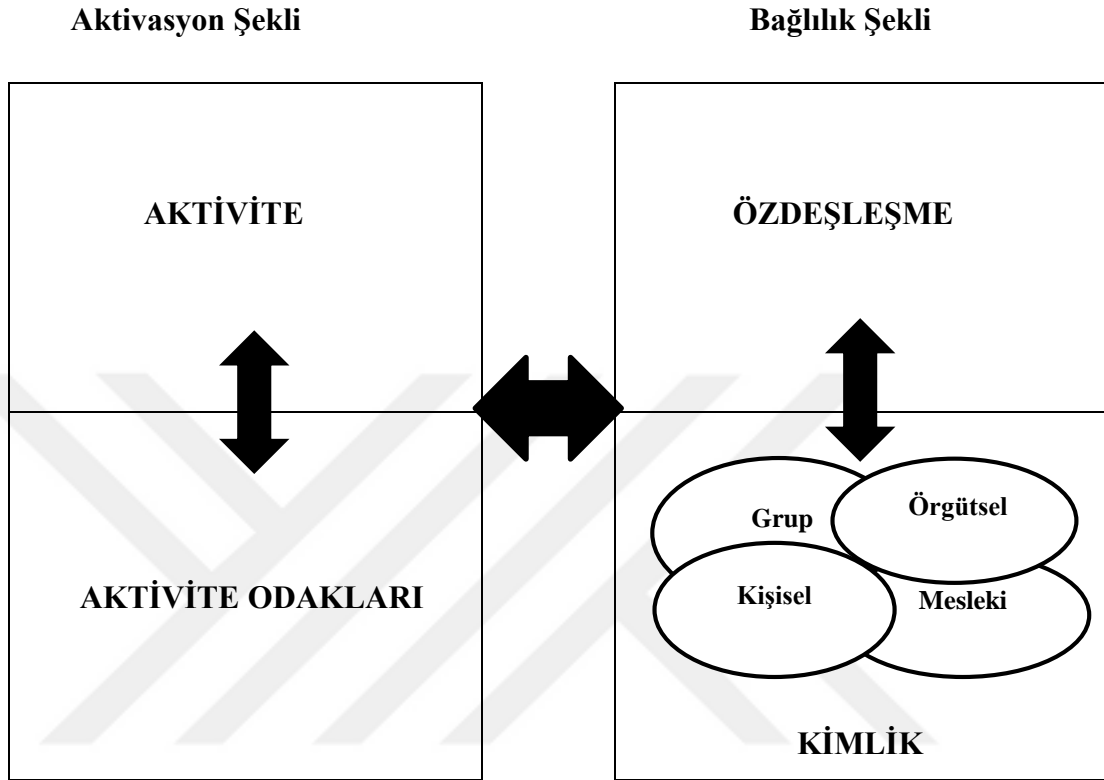 Aktivasyon Şekli
Bağlılık Şekli
AKTİVİTE
ÖZDEŞLEŞME
AKTİVİTE ODAKLARI
Grup
Örgütsel
Kişisel
Mesleki
KİMLİK